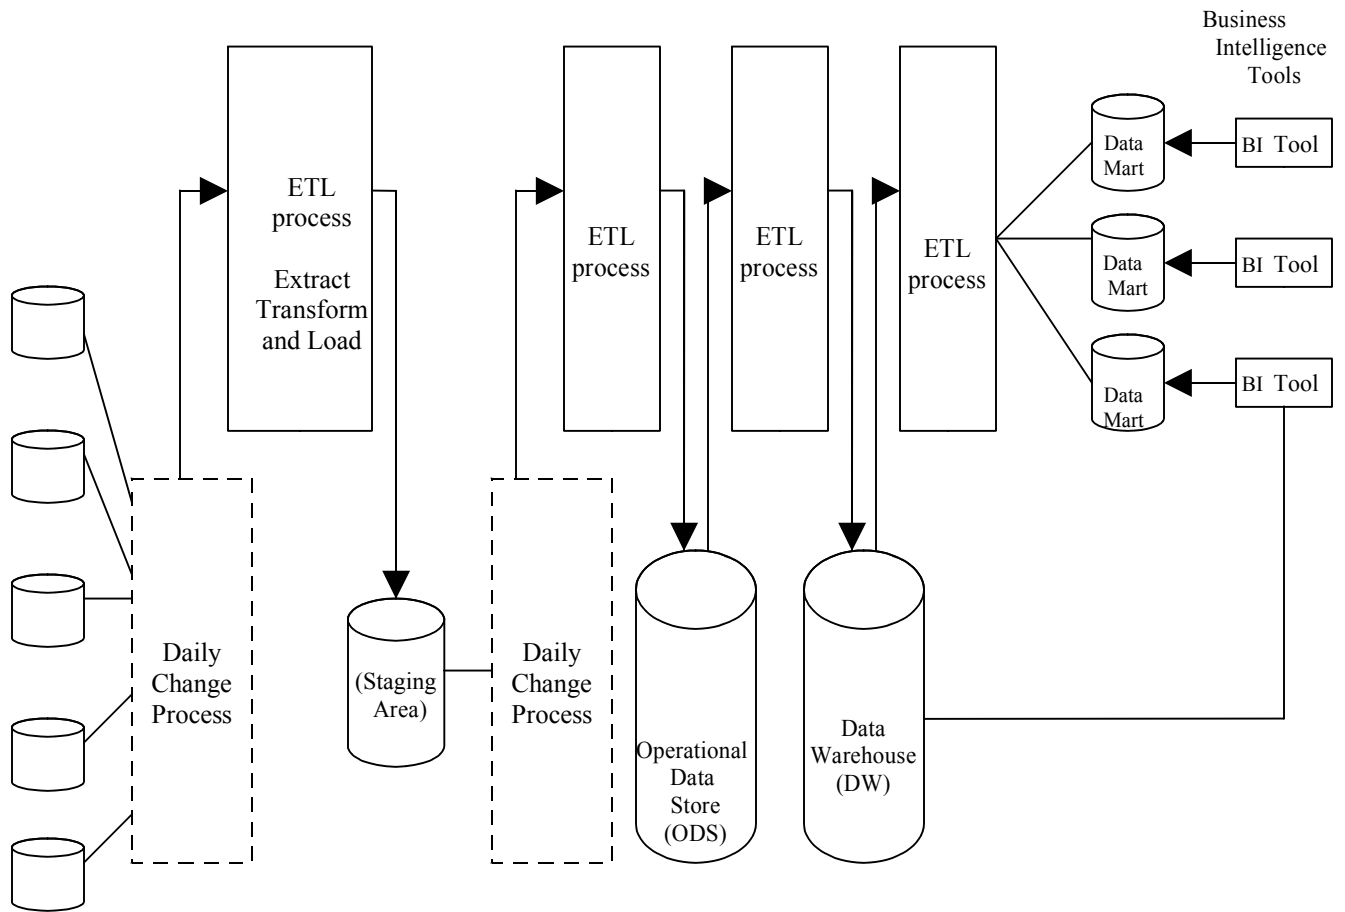 Business
Intelligence
Tools
ETL
process
Extract
Transform
and Load
ETL
process
ETL
process
ETL
process
Data
Mart
BI Tool
Data
Mart
BI Tool
Data
Mart
BI Tool
Daily
Change
Process
(Staging
Area)
Daily
Change
Process
Operational
Data
Store
(ODS)
Data
Warehouse
(DW)